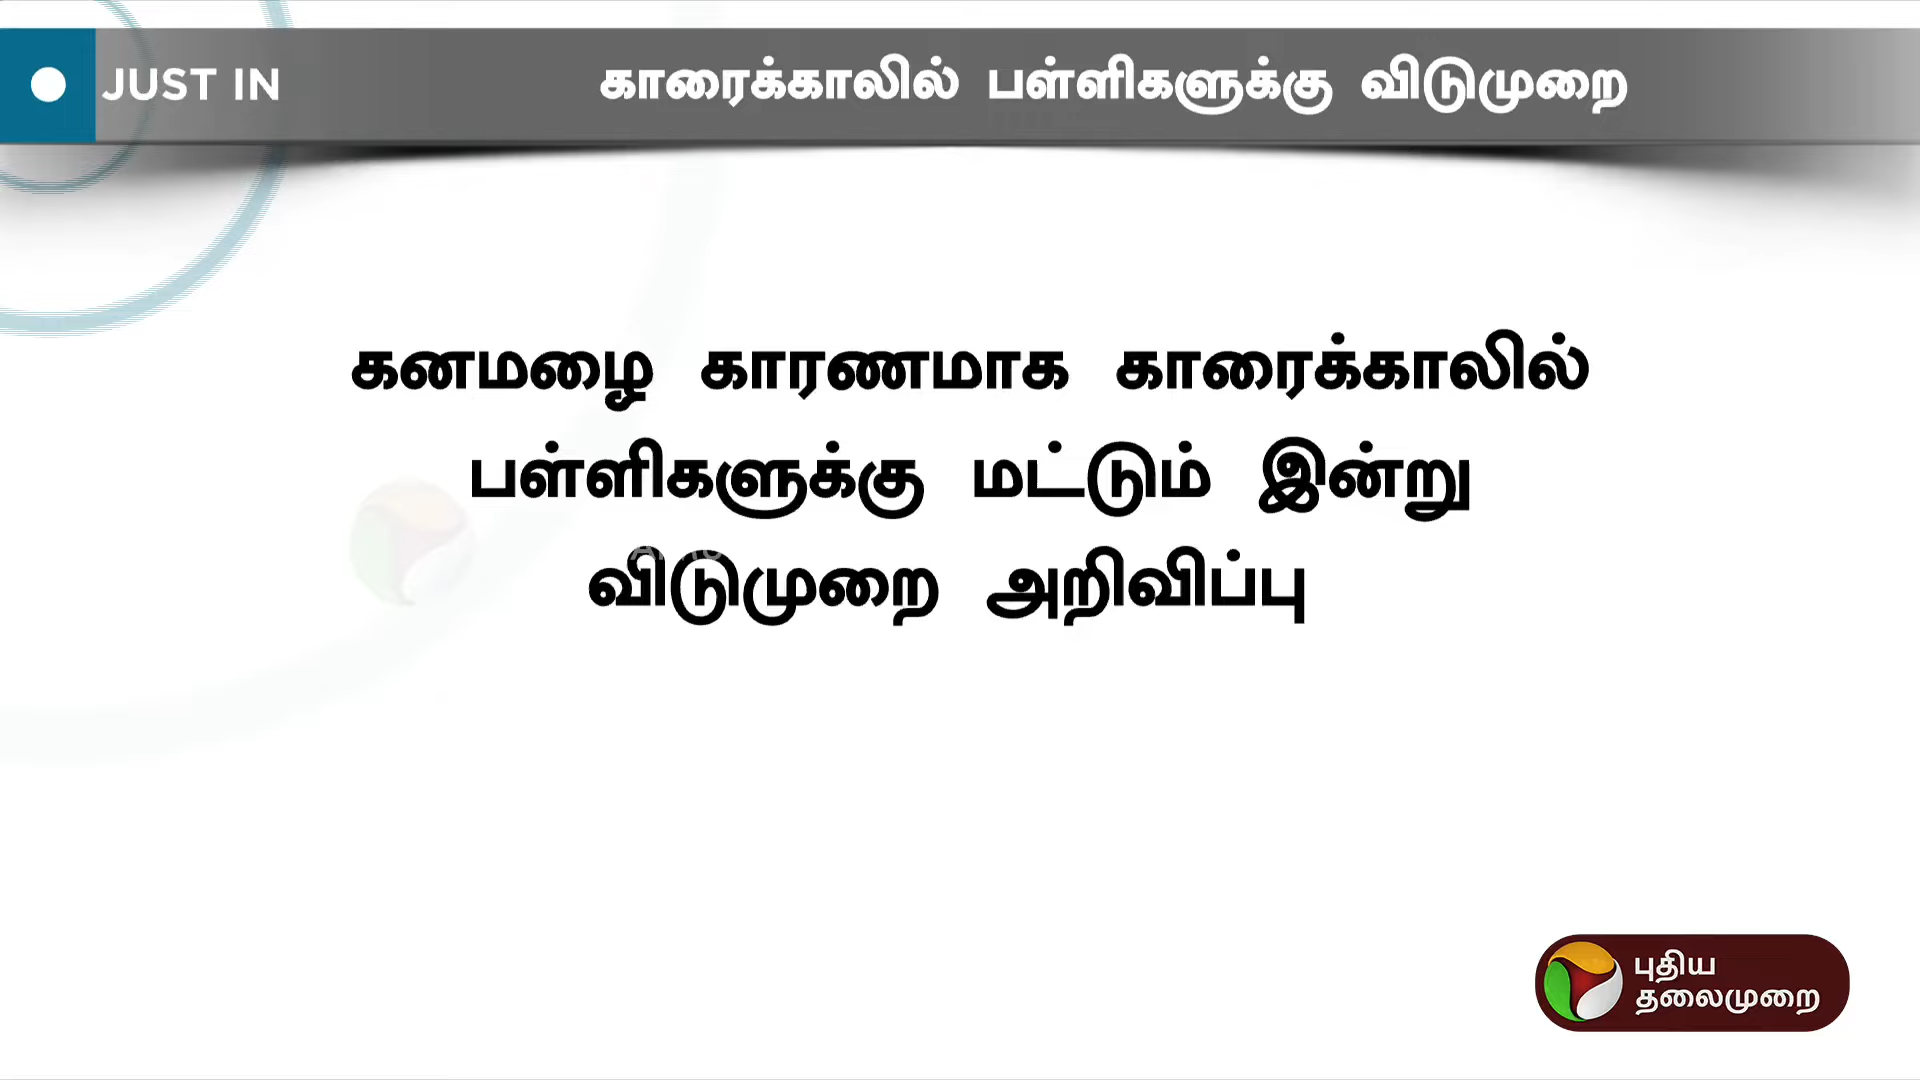 JUST IN
காரைக்காலில் பள்ளிகளுக்கு விடுமுறை
கனமழை காரணமாக காரைக்காலில்
பள்ளிகளுக்கு மட்டும் இன்று
விடுமுறை அறிவிப்பு
புதிய
தலைமுறை